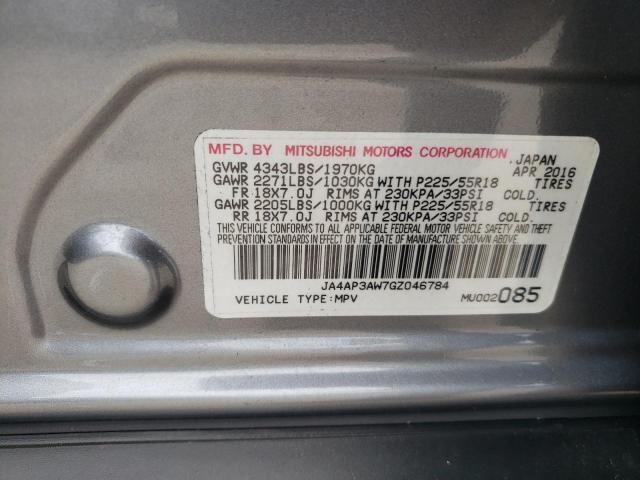 MFD. BY MITSUBISHI MOTORS CORPORATION JAPAN
GVWR 4343LBS/1970KG APR 2016
GAWR 2271LBS/1030KG WITH P225/55R18 TIRES
FR 18X7.0J RIMS AT 230KPA/33PSI COLD.
GAWR 2205LBS/1000KG WITH P225/55R18 TIRES
RR 18X7.0J RIMS AT 230KPA/33PSI COLD.
THIS VEHICLE CONFORMS TO ALL APPLICABLE FEDERAL MOTOR VEHICLE SAFETY AND THEFT
PREVENTION STANDARDS IN EFFECT ON THE DATE OF MANUFACTURE SHOWN ABOVE.
JA4AP3AW7GZ046784
VEHICLE TYPE:MPV MU002085